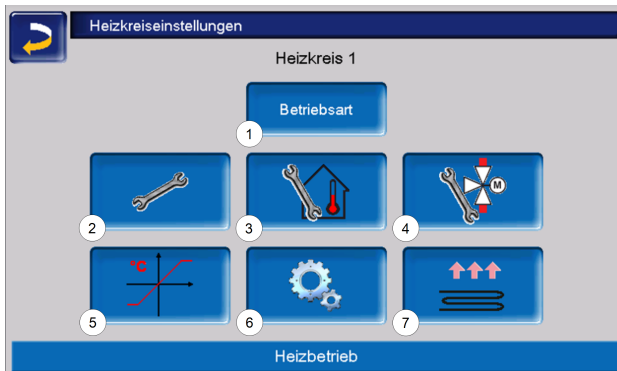 Heizkreiseinstellungen
Heizkreis 1
Betriebsart
1
2
3
M
4
°C
5
6
7
Heizbetrieb